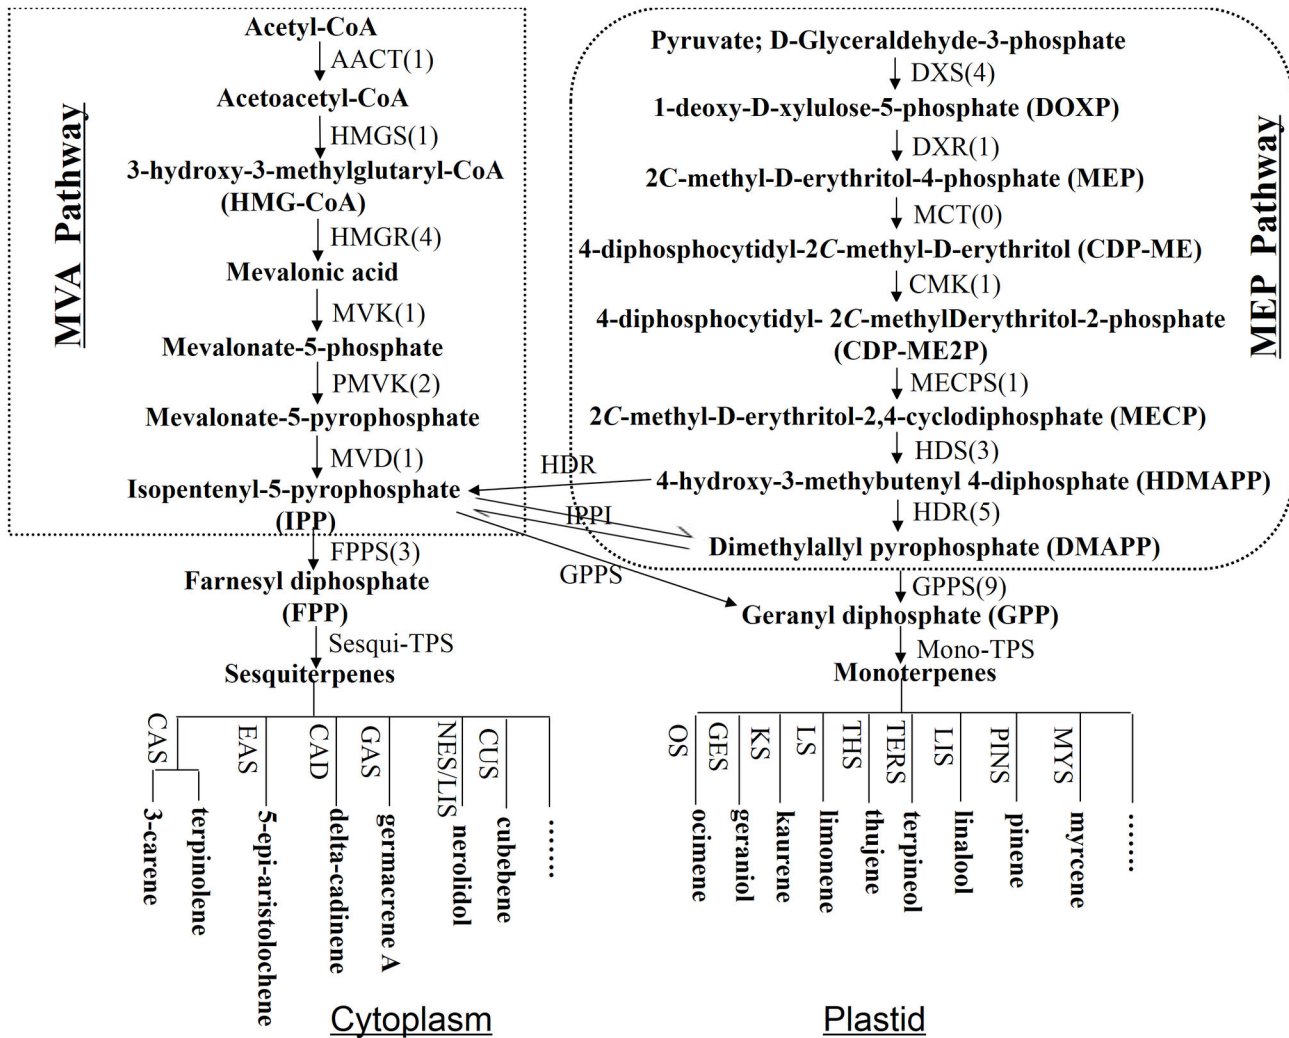 MVA Pathway
Acetyl-CoA
AACT(1)
Acetoacetyl-CoA
HMGS(1)
3-hydroxy-3-methylglutaryl-CoA
(HMG-CoA)
HMGR(4)
Mevalonic acid
MVK(1)
Mevalonate-5-phosphate
PMVK(2)
Mevalonate-5-pyrophosphate
MVD(1)
Isopentenyl-5-pyrophosphate
(IPP)
FPPS(3)
Farnesyl diphosphate
(FPP)
Sesqui-TPS
Sesquiterpenes
CAS
EAS
CAD
GAS
NES/LIS
CUS
.......
3-carene
terpinolene
5-epi-aristolochene
delta-cadinene
germacrene A
nerolidol
cubebene
Cytoplasm
HDR
IPPI
GPPS
MEP Pathway
Pyruvate; D-Glyceraldehyde-3-phosphate
DXS(4)
1-deoxy-D-xylulose-5-phosphate (DOXP)
DXR(1)
2C-methyl-D-erythritol-4-phosphate (MEP)
MCT(0)
4-diphosphocytidyl-2C-methyl-D-erythritol (CDP-ME)
CMK(1)
4-diphosphocytidyl- 2C-methylDerythritol-2-phosphate
(CDP-ME2P)
MECPS(1)
2C-methyl-D-erythritol-2,4-cyclodiphosphate (MECP)
HDS(3)
4-hydroxy-3-methybutenyl 4-diphosphate (HDMAPP)
HDR(5)
Dimethylallyl pyrophosphate (DMAPP)
GPPS(9)
Geranyl diphosphate (GPP)
Mono-TPS
Monoterpenes
OS
GES
KS
LS
THS
TERS
LIS
PINS
MYS
.......
ocimene
geraniol
kaurene
limonene
thujene
terpineol
linalool
pinene
myrcene
Plastid